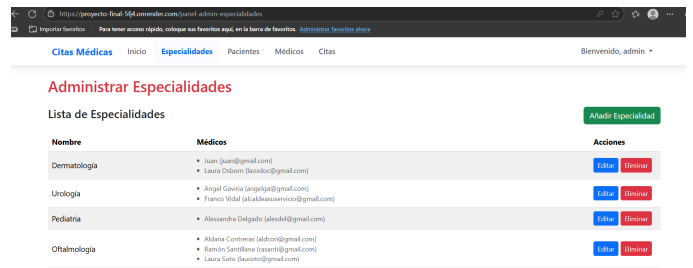 https://proyecto-final-5fj4.onrender.com/panel-admin-especialidades
Importar favoritos Para tener acceso rápido, coloque sus favoritos aquí, en la barra de favoritos. Administrar favoritos ahora
Citas Médicas Inicio Especialidades Pacientes Médicos Citas Bienvenido, admin
Administrar Especialidades
Lista de Especialidades Añadir Especialidad
Nombre Médicos Acciones
Dermatología
Juan (juan@gmail.com)
Laura Osborn (laosdoc@gmail.com)
Editar Eliminar
Urología
Angel Gaviria (angelga@gmail.com)
Franco Vidal (alcaldeasuservicio@gmail.com)
Editar Eliminar
Pediatria
Alessandra Delgado (alesdel@gmail.com)
Editar Eliminar
Oftalmología
Aldana Contreras (aldcon@gmail.com)
Ramón Santillana (rasanti@gmail.com)
Laura Soto (lausoto@gmail.com)
Editar Eliminar